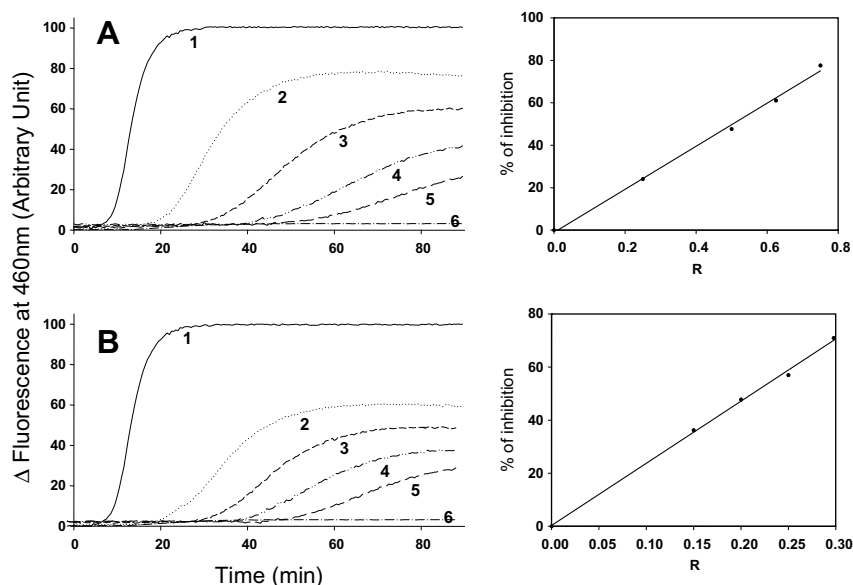 Δ Fluorescence at 460nm (Arbitrary Unit)
A
100
80
60
40
20
0
1
2
3
4
5
6
0 20 40 60 80
% of inhibition
100
80
60
40
20
0
0.0 0.2 0.4 0.6 0.8
R
B
100
80
60
40
20
0
1
2
3
4
5
6
0 20 40 60 80
Time (min)
% of inhibition
80
60
40
20
0
0.00 0.05 0.10 0.15 0.20 0.25 0.30
R